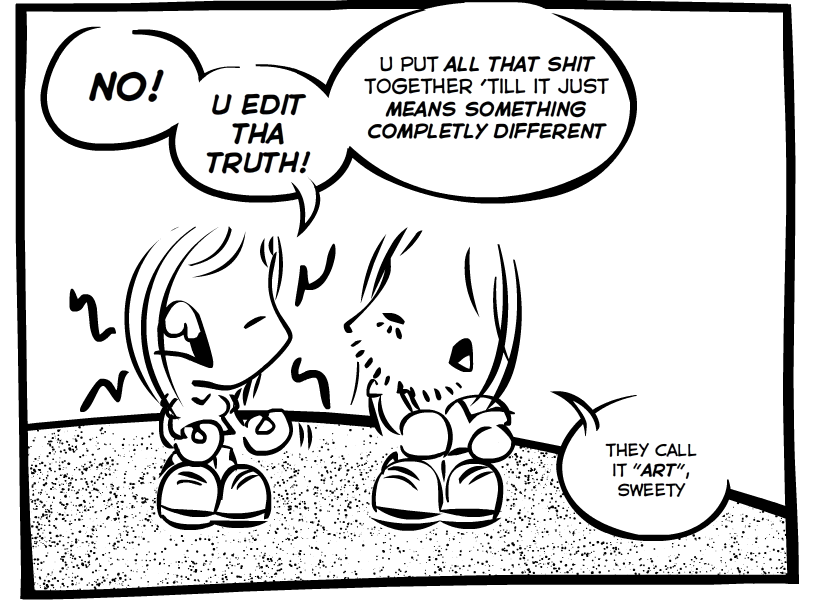 NO!
U EDIT
THA
TRUTH!
U PUT ALL THAT SHIT
TOGETHER 'TILL IT JUST
MEANS SOMETHING
COMPLETLY DIFFERENT
THEY CALL
IT "ART",
SWEETY